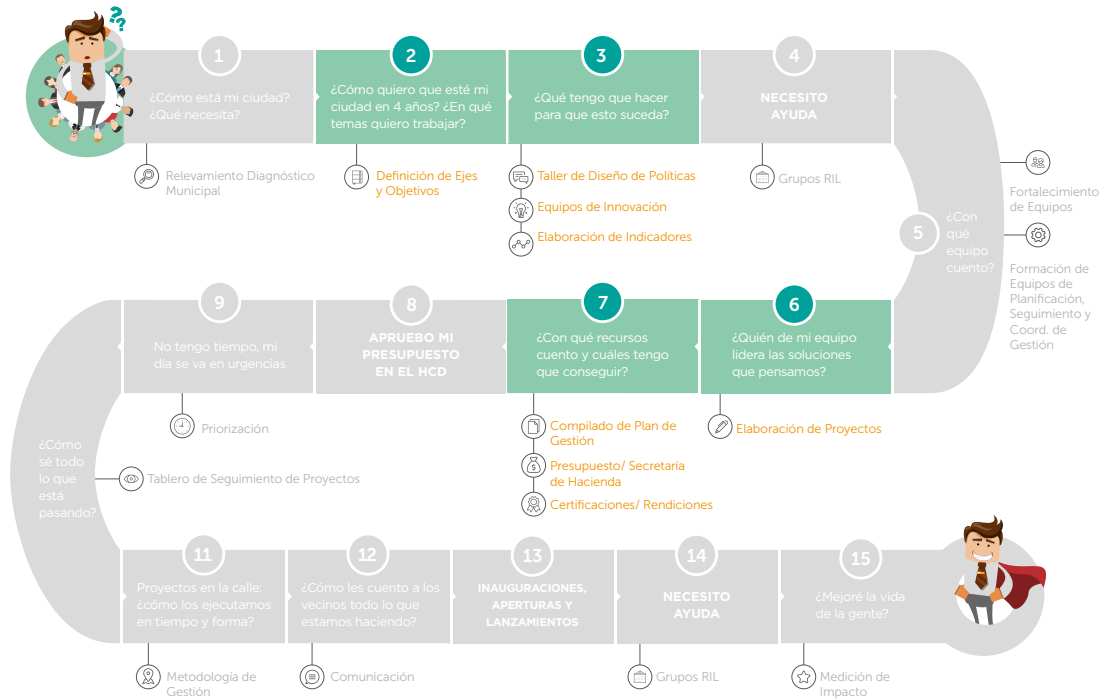 ??
1
¿Cómo está mi ciudad?
¿Qué necesita?
Relevamiento Diagnóstico
Municipal
2
¿Cómo quiero que esté mi
ciudad en 4 años? ¿En qué
temas quiero trabajar?
Definición de Ejes
y Objetivos
3
¿Qué tengo que hacer
para que esto suceda?
Taller de Diseño de Políticas
Equipos de Innovación
Elaboración de Indicadores
4
NECESITO
AYUDA
Grupos RIL
5
¿Con
qué
equipo
cuento?
Fortalecimiento
de Equipos
Formación de
Equipos de
Planificación,
Seguimiento y
Coord. de
Gestión
6
¿Quién de mi equipo
lidera las soluciones
que pensamos?
Elaboración de Proyectos
7
¿Con qué recursos
cuento y cuáles tengo
que conseguir?
Compilado de Plan de
Gestión
Presupuesto/ Secretaría
de Hacienda
Certificaciones/ Rendiciones
8
APRUEBO MI
PRESUPUESTO
EN EL HCD
9
No tengo tiempo, mi
día se va en urgencias
Priorización
¿Cómo
sé todo
lo que
está
pasando?
Tablero de Seguimiento de Proyectos
11
Proyectos en la calle:
¿cómo los ejecutamos
en tiempo y forma?
Metodología de
Gestión
12
¿Cómo les cuento a los
vecinos todo lo que
estamos haciendo?
Comunicación
13
INAUGURACIONES,
APERTURAS Y
LANZAMIENTOS
14
NECESITO
AYUDA
Grupos RIL
15
¿Mejoré la vida
de la gente?
Medición de
Impacto